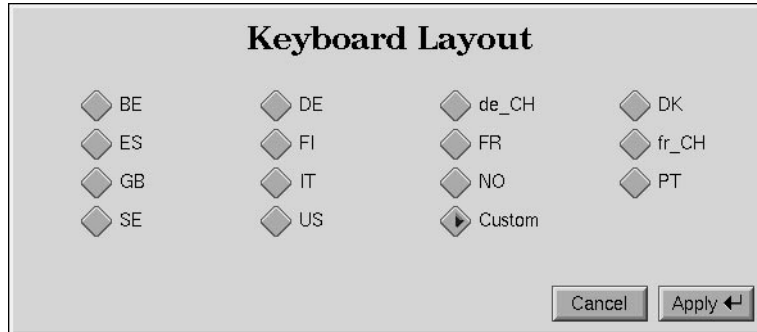 Keyboard Layout
BE DE de_CH DK
ES FI FR fr_CH
GB IT NO PT
SE US Custom
Cancel Apply